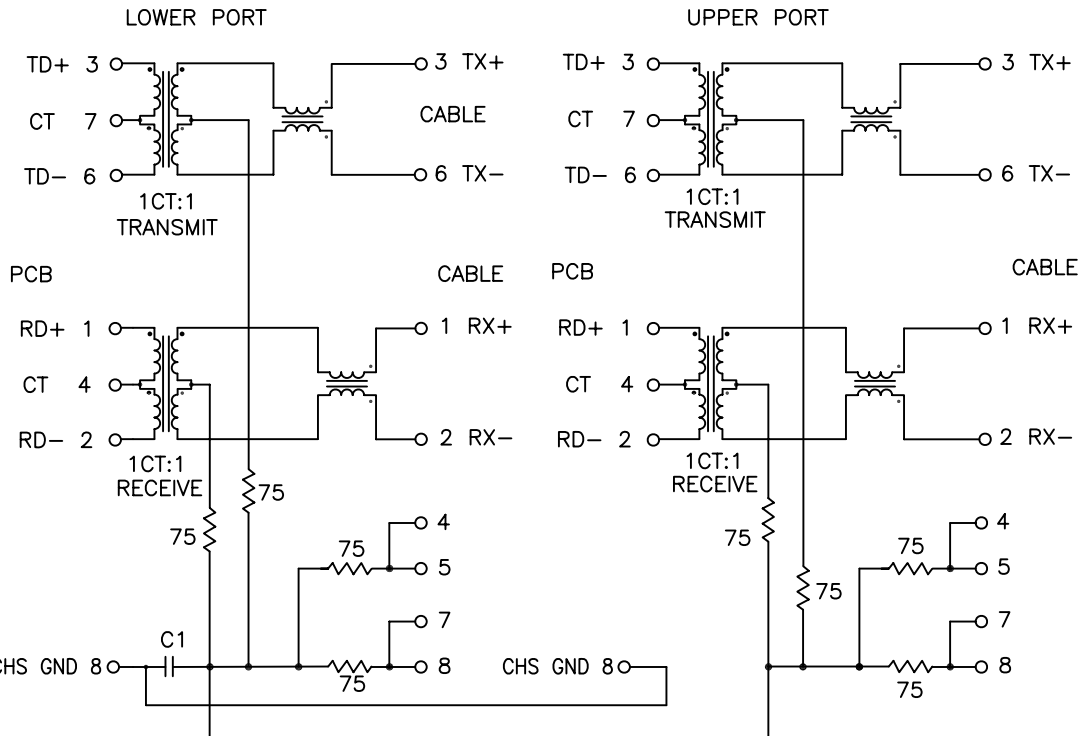 LOWER PORT
UPPER PORT
TD+ 3
3 TX+
TD+ 3
3 TX+
CT 7
CABLE
CT 7
CABLE
TD- 6
6 TX-
TD- 6
6 TX-
1CT:1
TRANSMIT
1CT:1
TRANSMIT
PCB
CABLE
PCB
CABLE
RD+ 1
1 RX+
RD+ 1
1 RX+
CT 4
CT 4
RD- 2
2 RX-
RD- 2
2 RX-
1CT:1
RECEIVE
1CT:1
RECEIVE
75
75
75
4
75
5
75
4
75
5
7
7
C1
CHS GND 8
75
8
CHS GND 8
75
8